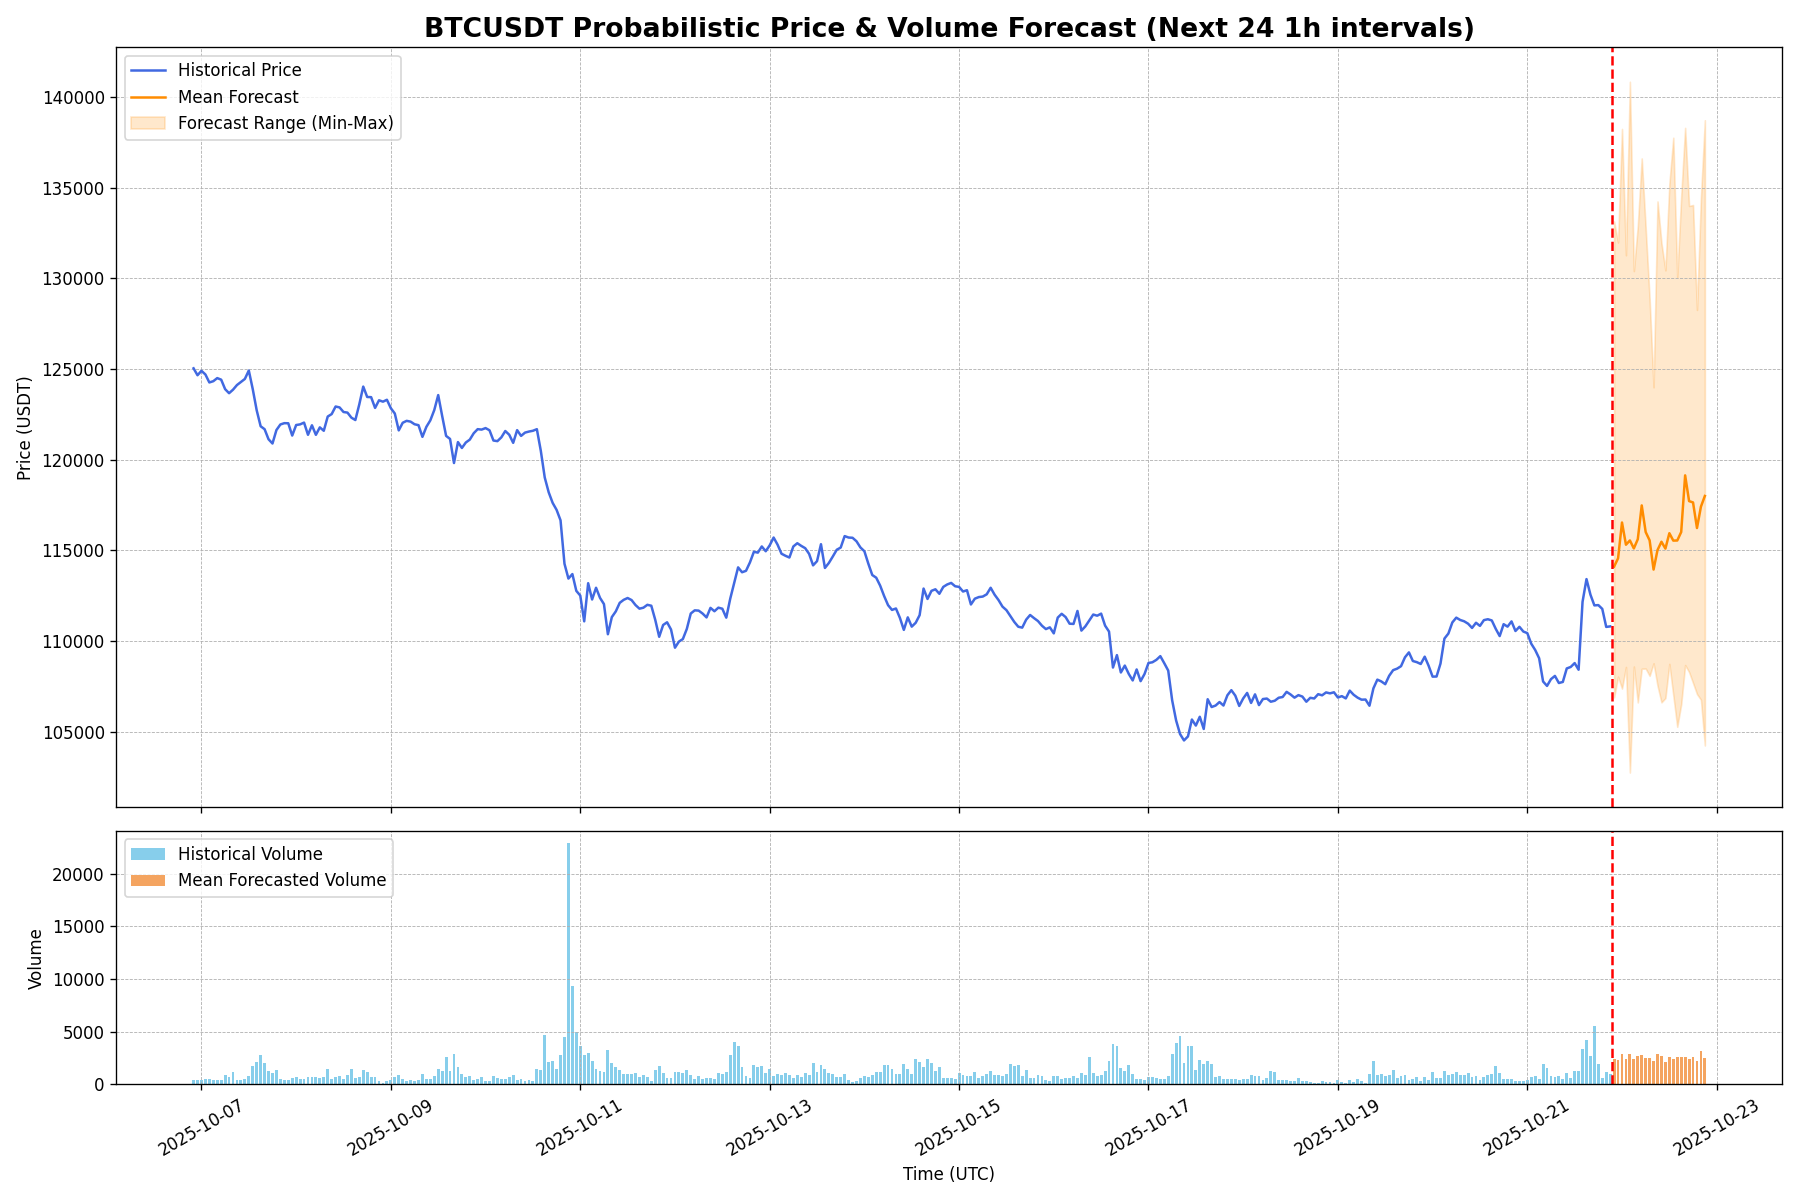 BTCUSDT Probabilistic Price & Volume Forecast (Next 24 1h intervals)
Historical Price
Mean Forecast
Forecast Range (Min-Max)
140000
135000
130000
125000
120000
115000
110000
105000
Price (USDT)
Historical Volume
Mean Forecasted Volume
20000
15000
10000
5000
0
Volume
2025-10-07
2025-10-09
2025-10-11
2025-10-13
2025-10-15
2025-10-17
2025-10-19
2025-10-21
2025-10-23
Time (UTC)